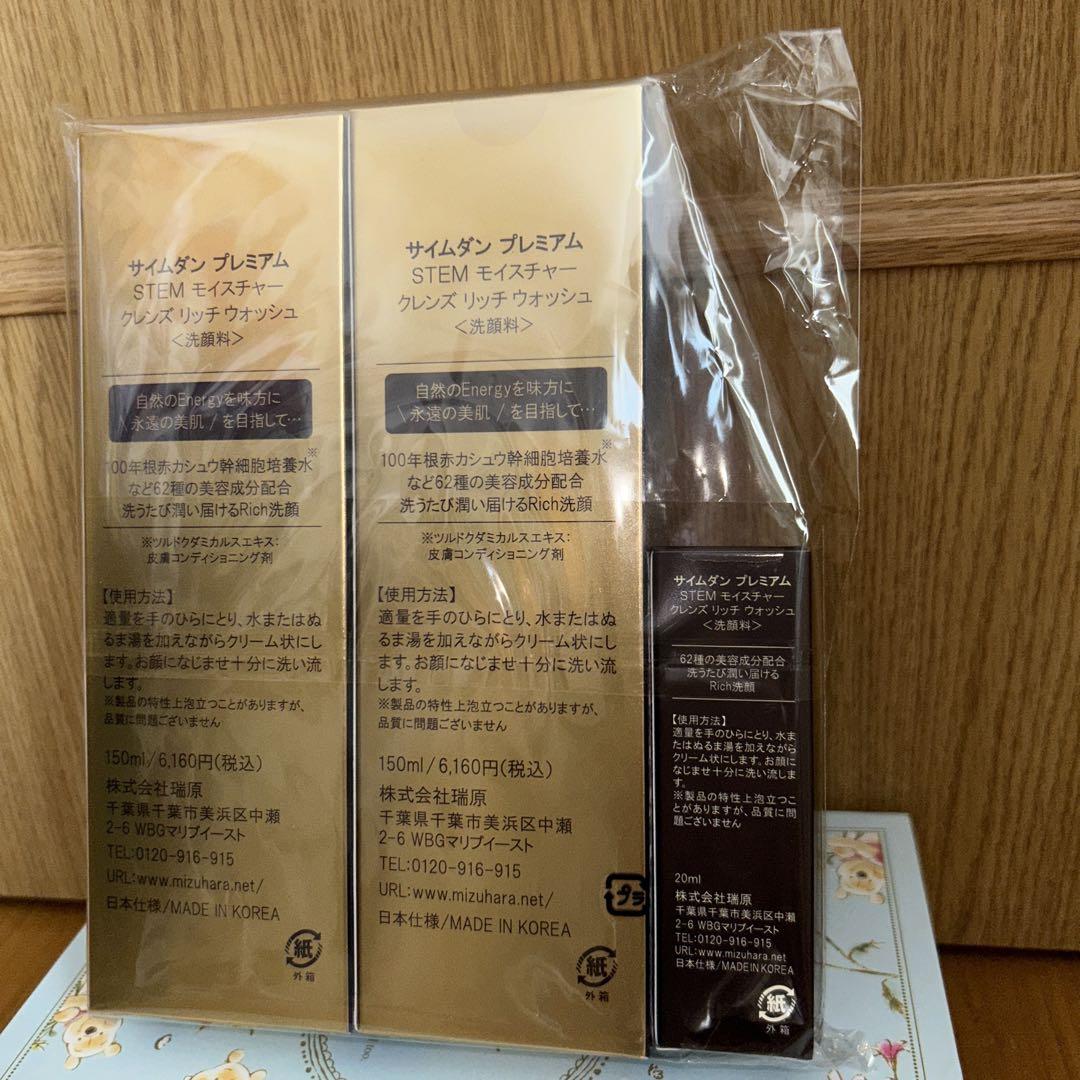 サイムダン プレミアム
STEM モイスチャー
クレンズ リッチ ウォッシュ
<洗顔料>
自然のEnergyを味方に
\ 永遠の美肌 / を目指して…
100年根赤カシュウ幹細胞培養水※
など62種の美容成分配合
洗うたび潤い届けるRich洗顔
※ツルドクダミカルスエキス:
皮膚コンディショニング剤
【使用方法】
適量を手のひらにとり、水またはぬ
るま湯を加えながらクリーム状にし
ます。お顔になじませ十分に洗い流
します。
※製品の特性上泡立つことがありますが、
品質に問題ございません
150ml/6,160円(税込)
株式会社瑞原
千葉県千葉市美浜区中瀬
2-6 WBGマリブイースト
TEL:0120-916-915
URL:www.mizuhara.net/
日本仕様/MADE IN KOREA
紙
外箱
サイムダン プレミアム
STEM モイスチャー
クレンズ リッチ ウォッシュ
<洗顔料>
自然のEnergyを味方に
\ 永遠の美肌 / を目指して…
100年根赤カシュウ幹細胞培養水※
など62種の美容成分配合
洗うたび潤い届けるRich洗顔
※ツルドクダミカルスエキス:
皮膚コンディショニング剤
【使用方法】
適量を手のひらにとり、水またはぬ
るま湯を加えながらクリーム状にし
ます。お顔になじませ十分に洗い流
します。
※製品の特性上泡立つことがありますが、
品質に問題ございません
150ml/6,160円(税込)
株式会社瑞原
千葉県千葉市美浜区中瀬
2-6 WBGマリブイースト
TEL:0120-916-915
URL:www.mizuhara.net/
日本仕様/MADE IN KOREA
プラ
紙
外箱
サイムダン プレミアム
STEM モイスチャー
クレンズ リッチ ウォッシュ
<洗顔料>
62種の美容成分配合
洗うたび潤い届ける
Rich洗顔
【使用方法】
適量を手のひらにとり、水ま
たはぬるま湯を加えながら
クリーム状にします。お顔に
なじませ十分に洗い流しま
す。
※製品の特性上泡立つこ
とがありますが、品質に問
題ございません
20ml
株式会社瑞原
千葉県千葉市美浜区中瀬
2-6 WBGマリブイースト
TEL:0120-916-915
URL:www.mizuhara.net
日本仕様/MADE IN KOREA
紙
外箱
too.